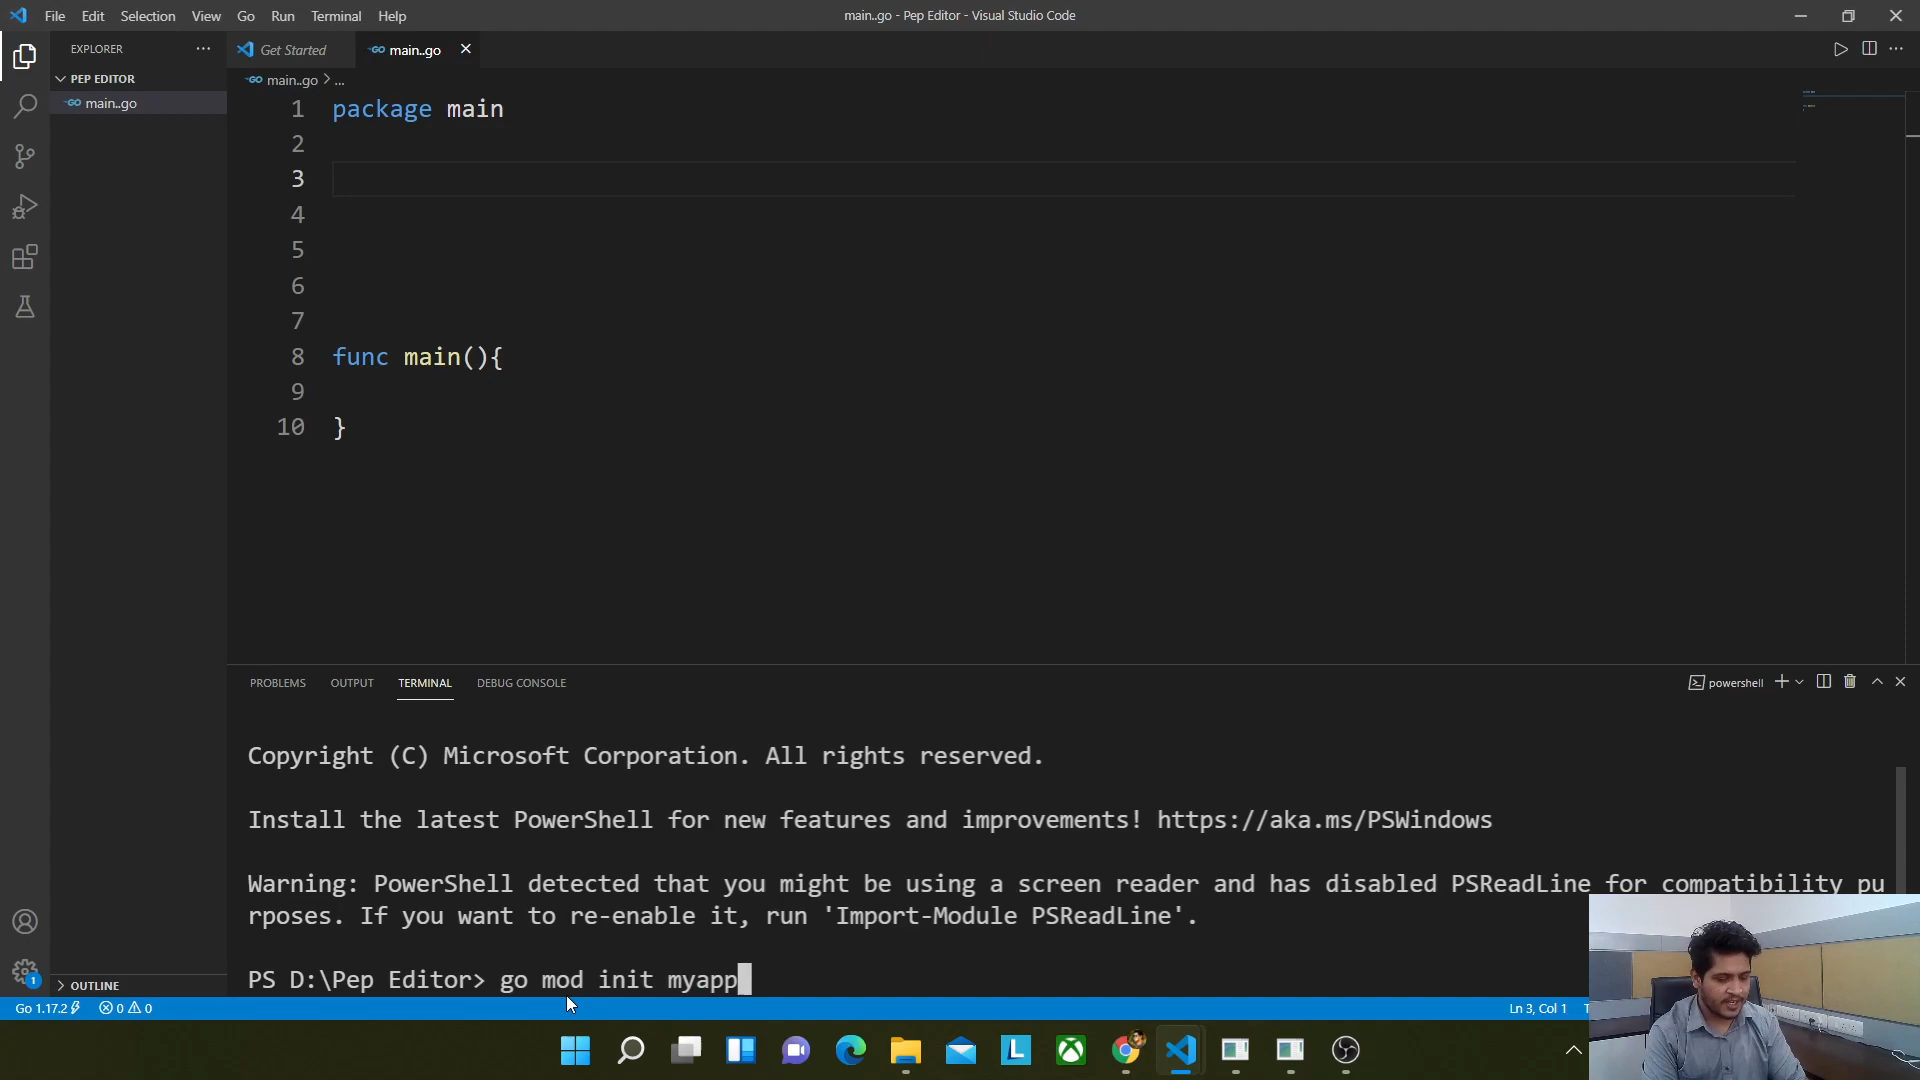 File Edit Selection View Go Run Terminal Help
main..go - Pep Editor - Visual Studio Code
EXPLORER
Get Started
main..go
PEP EDITOR
main..go
main..go > ...
1 package main
2
3
4
5
6
7
8 func main(){
9
10 }
PROBLEMS OUTPUT TERMINAL DEBUG CONSOLE
powershell
Copyright (C) Microsoft Corporation. All rights reserved.
Install the latest PowerShell for new features and improvements! https://aka.ms/PSWindows
Warning: PowerShell detected that you might be using a screen reader and has disabled PSReadLine for compatibility pu
rposes. If you want to re-enable it, run 'Import-Module PSReadLine'.
PS D:\Pep Editor> go mod init myapp
OUTLINE
1
Go 1.17.2
0 0
Ln 3, Col 1
L